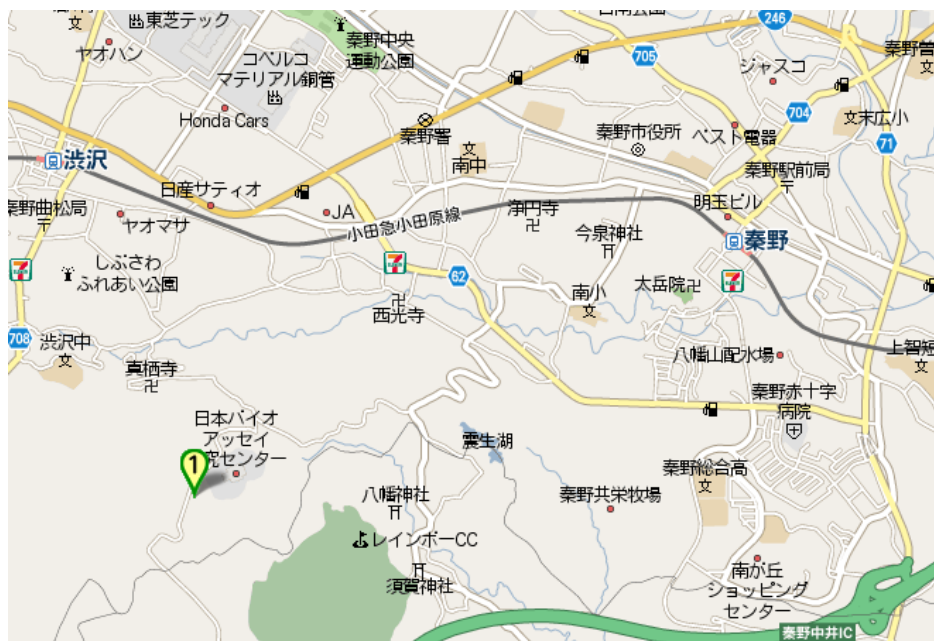 東芝テック
ヤオハン
秦野中央
運動公園
コベルコ
マテリアル銅管
Honda Cars
秦野署
南中
705
246
ジャスコ
704
秦野市役所
ベスト電器
秦野曽
文末広小
71
秦野駅前局
渋沢
日産サティオ
JA
小田急小田原線
浄円寺
明玉ビル
秦野
秦野曲松局
ヤオマサ
今泉神社
しぶさわ
ふれあい公園
62
西光寺
南小
太岳院
708
渋沢中
真栖寺
八幡山配水場
上智短
秦野赤十字
病院
日本バイオ
アッセイ
究センター
1
震生湖
秦野総合高
八幡神社
秦野共栄牧場
レインボーCC
須賀神社
南が丘
ショッピング
センター
秦野中井IC